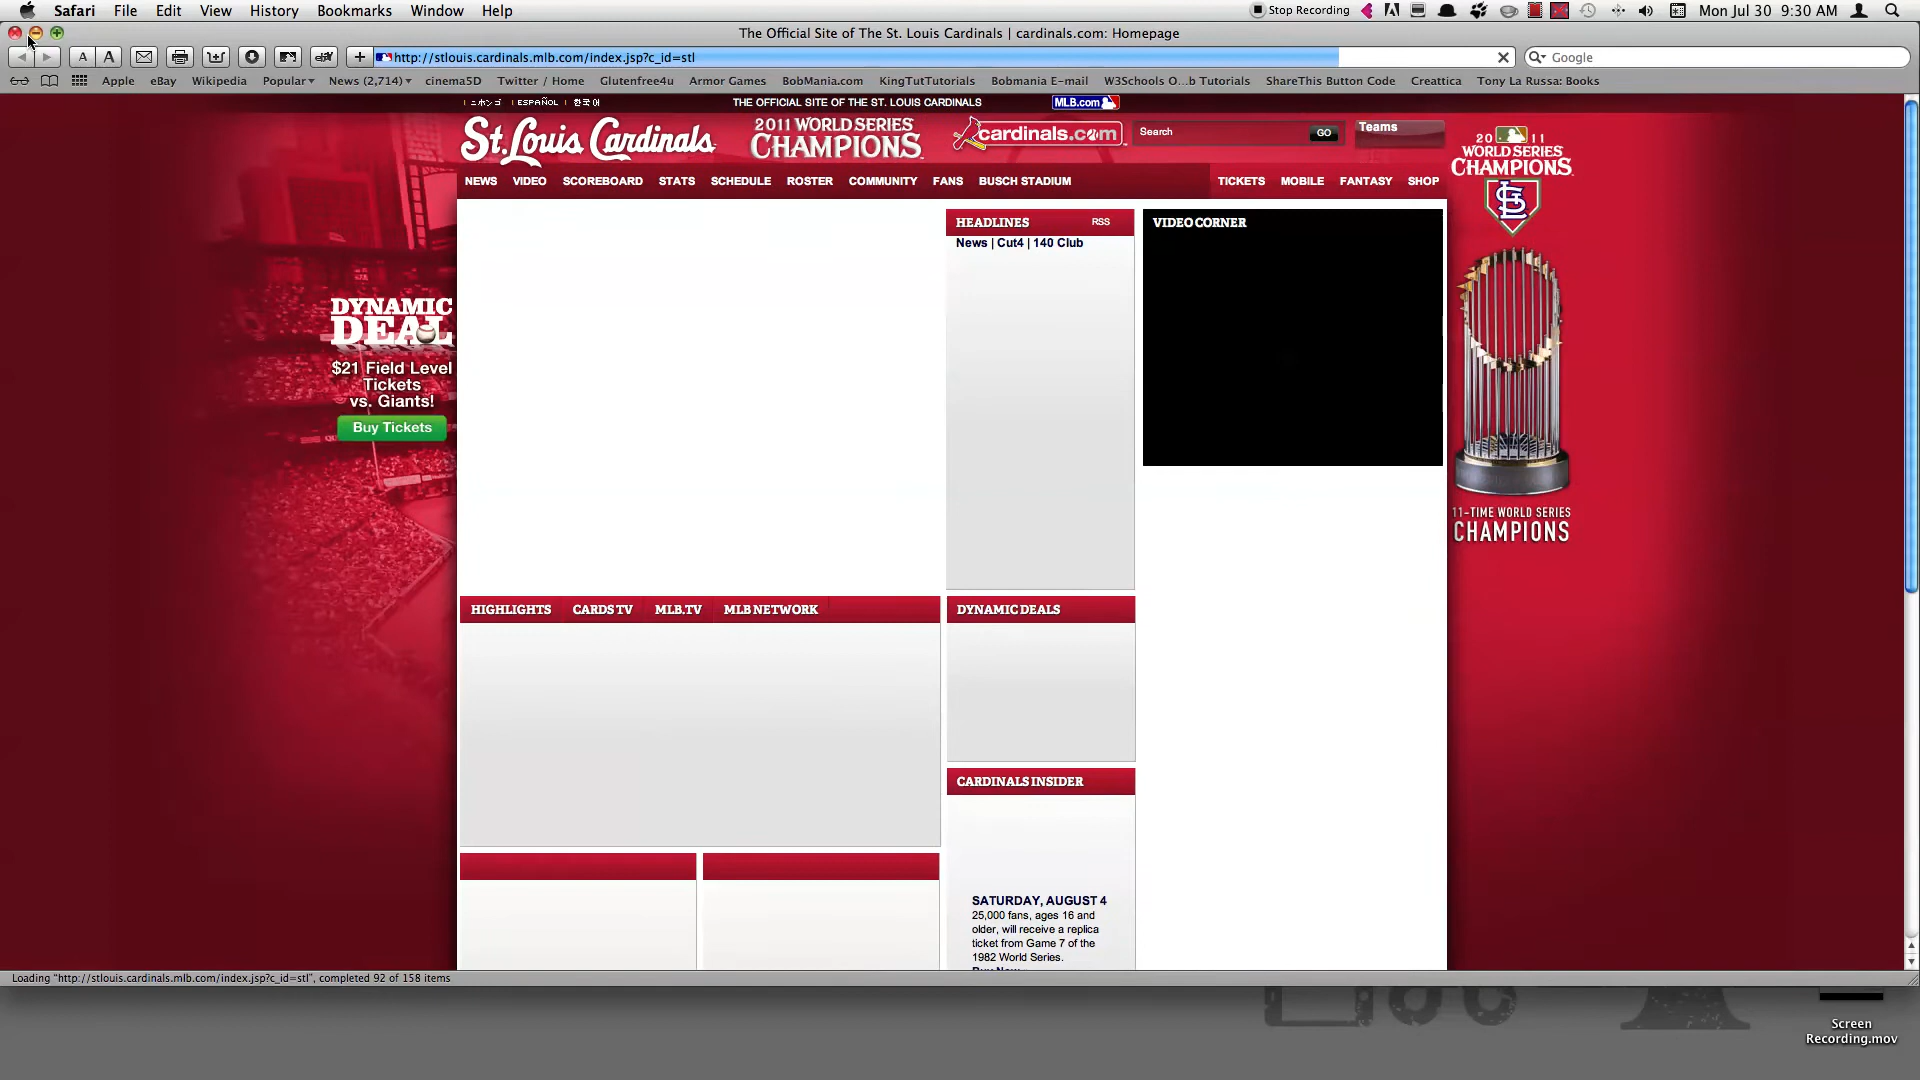 Safari File Edit View History Bookmarks Window Help
Stop Recording
Mon Jul 30 9:30 AM
The Official Site of The St. Louis Cardinals | cardinals.com: Homepage
A A
http://stlouis.cardinals.mlb.com/index.jsp?c_id=stl
Google
Apple eBay Wikipedia Popular News (2,714) cinema5D Twitter / Home Glutenfree4u Armor Games BobMania.com KingTutTutorials Bobmania E-mail W3Schools O...b Tutorials ShareThis Button Code Creattica Tony La Russa: Books
| ニホンゴ | ESPAÑOL | 한국어
THE OFFICIAL SITE OF THE ST. LOUIS CARDINALS
MLB.com
St. Louis Cardinals
2011 WORLD SERIES
CHAMPIONS
cardinals.com
Search
GO
Teams
NEWS VIDEO SCOREBOARD STATS SCHEDULE ROSTER COMMUNITY FANS BUSCH STADIUM
TICKETS MOBILE FANTASY SHOP
2011
WORLD SERIES
CHAMPIONS
STL
11-TIME WORLD SERIES
CHAMPIONS
DYNAMIC
DEAL
$21 Field Level
Tickets
vs. Giants!
Buy Tickets
HEADLINES RSS
News | Cut4 | 140 Club
VIDEO CORNER
HIGHLIGHTS CARDS TV MLB.TV MLB NETWORK
DYNAMIC DEALS
CARDINALS INSIDER
SATURDAY, AUGUST 4
25,000 fans, ages 16 and
older, will receive a replica
ticket from Game 7 of the
1982 World Series.
Buy Now
Loading "http://stlouis.cardinals.mlb.com/index.jsp?c_id=stl", completed 92 of 158 items
Screen
Recording.mov